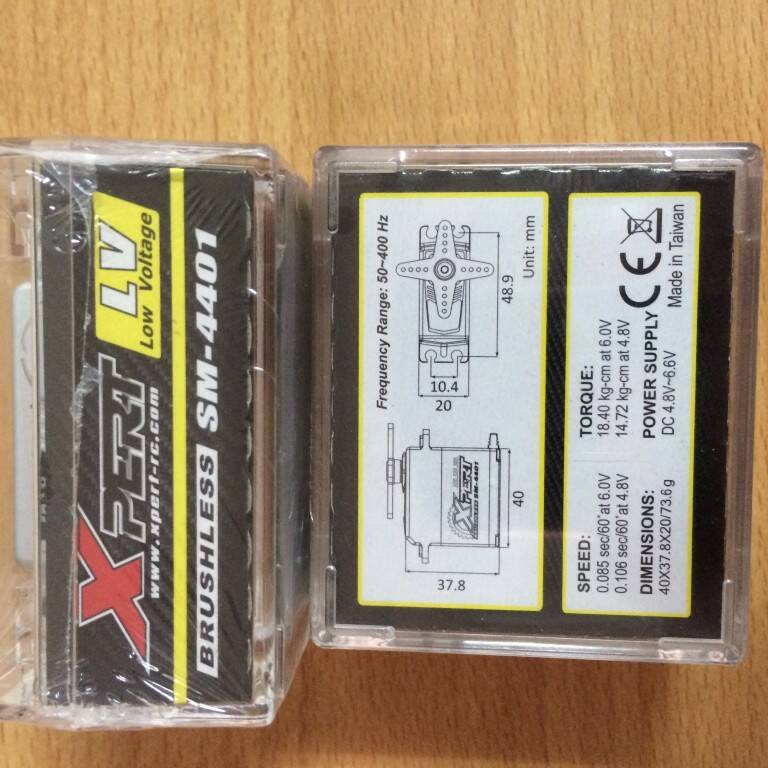 XPERT
LV
Low Voltage
www.xpert-rc.com
BRUSHLESS SM-4401
Frequency Range: 50~400 Hz
48.9
Unit: mm
10.4
20
XPERT
SM-4401
40
37.8
SPEED:
0.085 sec/60°at 6.0V
0.106 sec/60°at 4.8V
DIMENSIONS:
40X37.8X20/73.6g
TORQUE:
18.40 kg-cm at 6.0V
14.72 kg-cm at 4.8V
POWER SUPPLY
DC 4.8V~6.6V
CE
Made in Taiwan